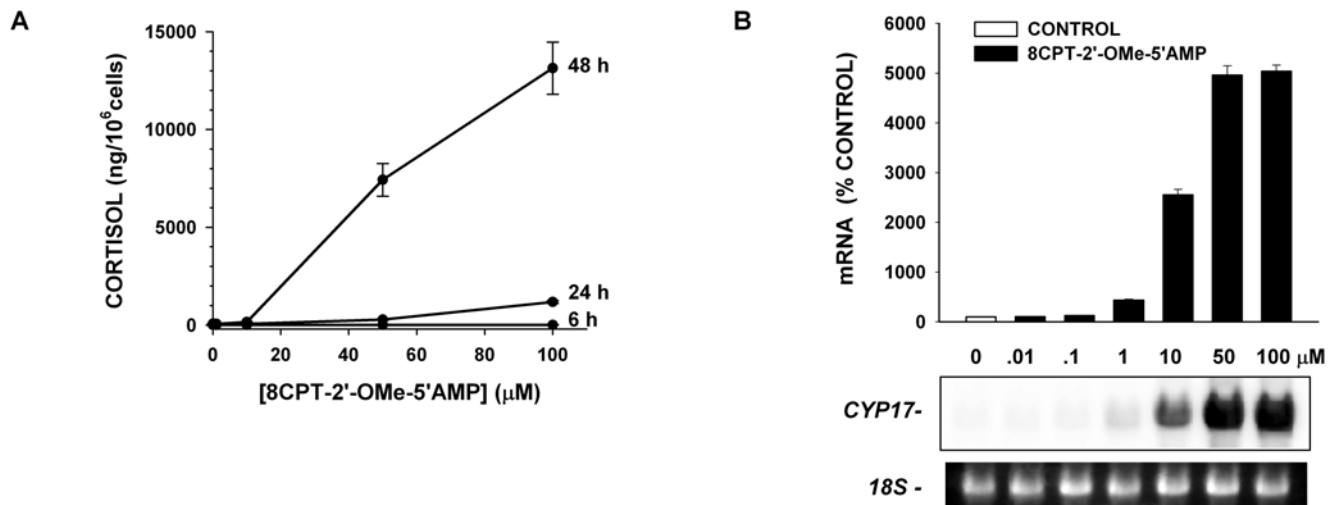 A
15000
10000
5000
0
CORTISOL (ng/10⁶cells)
48 h
24 h
6 h
0 20 40 60 80 100
[8CPT-2'-OMe-5'AMP] (μM)
B
CONTROL
8CPT-2'-OMe-5'AMP
6000
5000
4000
3000
2000
1000
0
mRNA (% CONTROL)
0 .01 .1 1 10 50 100 μM
CYP17-
18S -